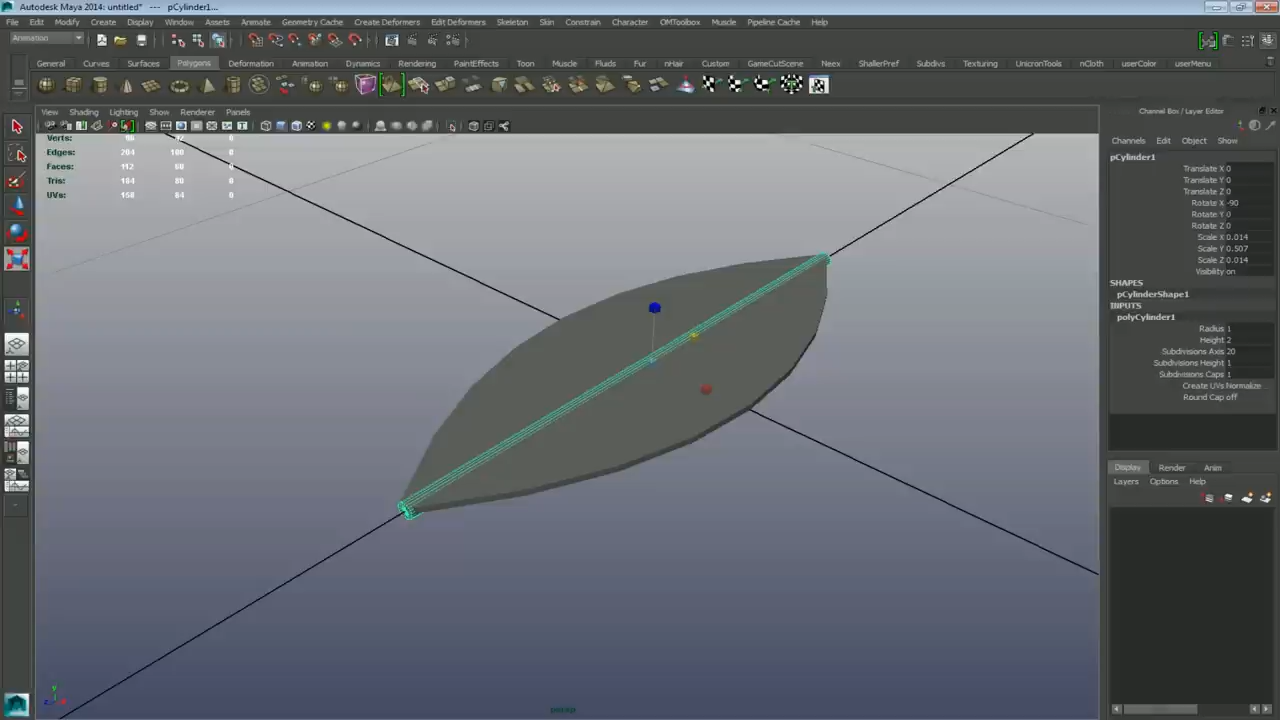 Autodesk Maya 2014: untitled*   ---   pCylinder1...
File Edit Modify Create Display Window Assets Animate Geometry Cache Create Deformers Edit Deformers Skeleton Skin Constrain Character OMToolbox Muscle Pipeline Cache Help
Animation
General Curves Surfaces Polygons Deformation Animation Dynamics Rendering PaintEffects Toon Muscle Fluids Fur nHair Custom GameCutScene Neex ShallerPref Subdivs Texturing UnicronTools nCloth userColor userMenu
View Shading Lighting Show Renderer Panels
Channel Box / Layer Editor
Channels Edit Object Show
Verts: 98 42 0
Edges: 204 100 0
Faces: 112 60 0
Tris: 184 80 0
UVs: 158 84 0
pCylinder1
Translate X 0
Translate Y 0
Translate Z 0
Rotate X -90
Rotate Y 0
Rotate Z 0
Scale X 0.014
Scale Y 0.507
Scale Z 0.014
Visibility on
SHAPES
pCylinderShape1
INPUTS
polyCylinder1
Radius 1
Height 2
Subdivisions Axis 20
Subdivisions Height 1
Subdivisions Caps 1
Create UVs Normalize ...
Round Cap off
Display Render Anim
Layers Options Help
persp